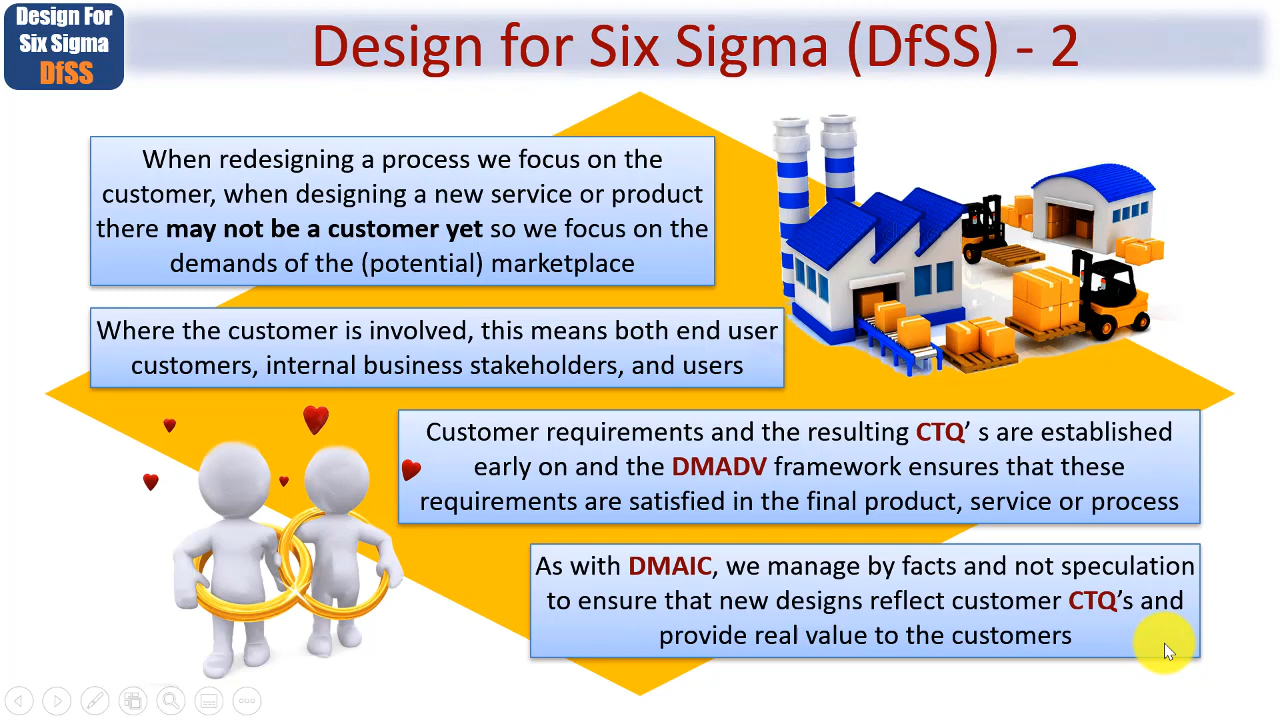 Design For
Six Sigma
DfSS
Design for Six Sigma (DfSS) - 2
When redesigning a process we focus on the
customer, when designing a new service or product
there may not be a customer yet so we focus on the
demands of the (potential) marketplace
Where the customer is involved, this means both end user
customers, internal business stakeholders, and users
Customer requirements and the resulting CTQ' s are established
early on and the DMADV framework ensures that these
requirements are satisfied in the final product, service or process
As with DMAIC, we manage by facts and not speculation
to ensure that new designs reflect customer CTQ's and
provide real value to the customers